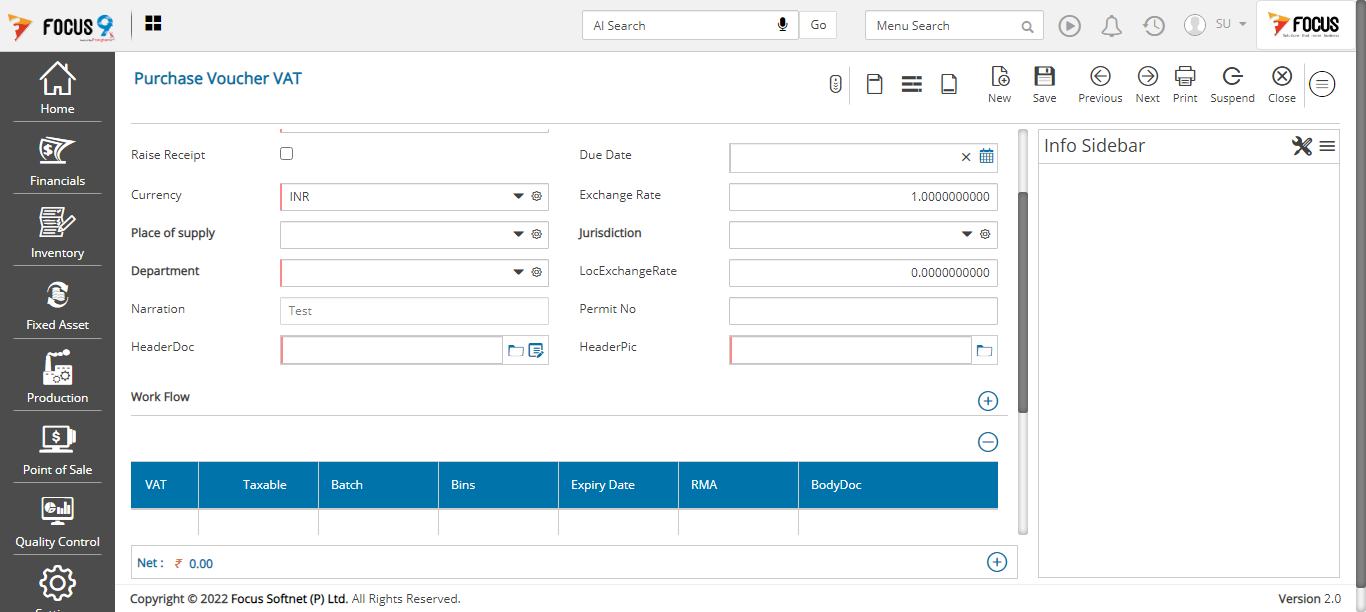 FOCUS 9
AI Search
Go
Menu Search
SU
FOCUS
Home
Financials
Inventory
Fixed Asset
Production
Point of Sale
Quality Control
Purchase Voucher VAT
New
Save
Previous
Next
Print
Suspend
Close
Raise Receipt
Due Date
Currency
INR
Exchange Rate
1.0000000000
Place of supply
Jurisdiction
Department
LocExchangeRate
0.0000000000
Narration
Test
Permit No
HeaderDoc
HeaderPic
Work Flow
VAT
Taxable
Batch
Bins
Expiry Date
RMA
BodyDoc
Net : ₹ 0.00
Info Sidebar
Copyright © 2022 Focus Softnet (P) Ltd. All Rights Reserved.
Version 2.0